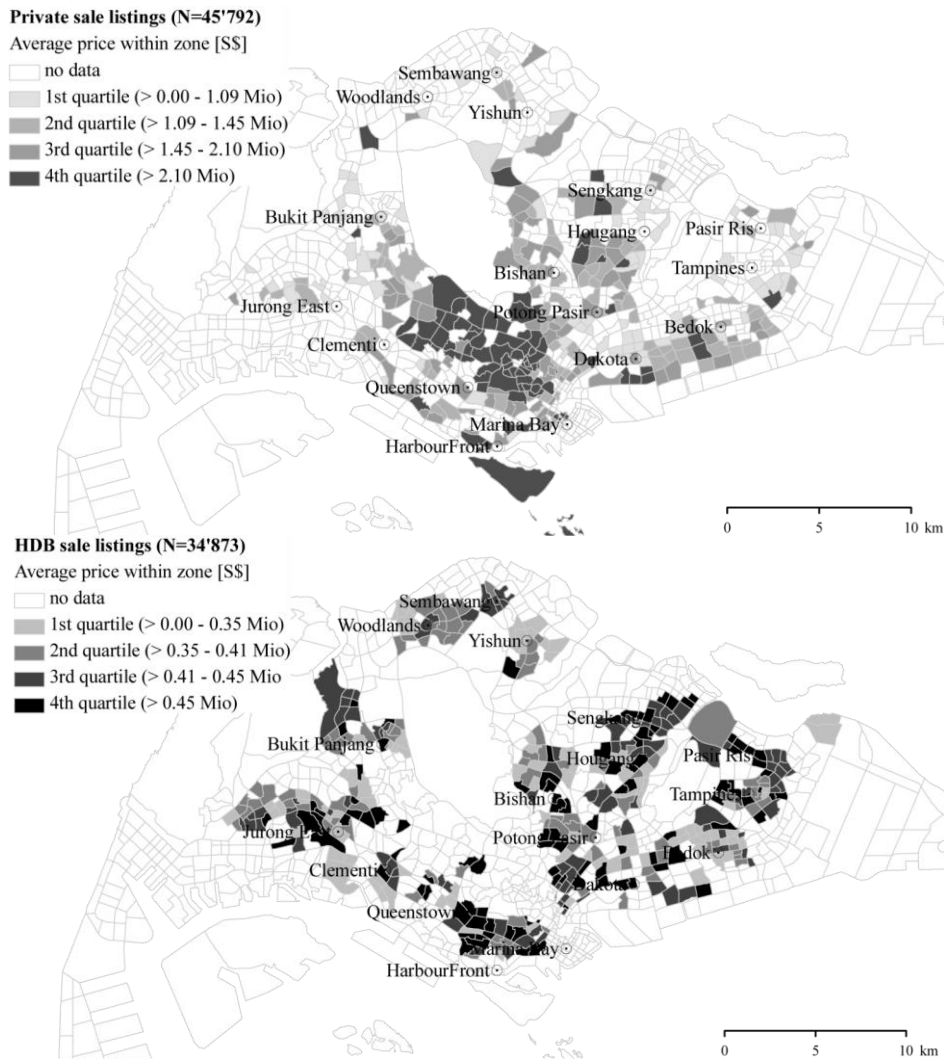 Private sale listings (N=45'792)
Average price within zone [S$]
no data
1st quartile (> 0.00 - 1.09 Mio)
2nd quartile (> 1.09 - 1.45 Mio)
3rd quartile (> 1.45 - 2.10 Mio)
4th quartile (> 2.10 Mio)
Sembawang
Woodlands
Yishun
Sengkang
Bukit Panjang
Hougang
Pasir Ris
Bishan
Tampines
Jurong East
Potong Pasir
Bedok
Clementi
Dakota
Queenstown
Marina Bay
HarbourFront
0 5 10 km
HDB sale listings (N=34'873)
Average price within zone [S$]
no data
1st quartile (> 0.00 - 0.35 Mio)
2nd quartile (> 0.35 - 0.41 Mio)
3rd quartile (> 0.41 - 0.45 Mio
4th quartile (> 0.45 Mio)
Sembawang
Woodlands
Yishun
Sengkang
Bukit Panjang
Hougang
Pasir Ris
Bishan
Tampines
Jurong East
Potong Pasir
Bedok
Clementi
Dakota
Queenstown
Marina Bay
HarbourFront
0 5 10 km